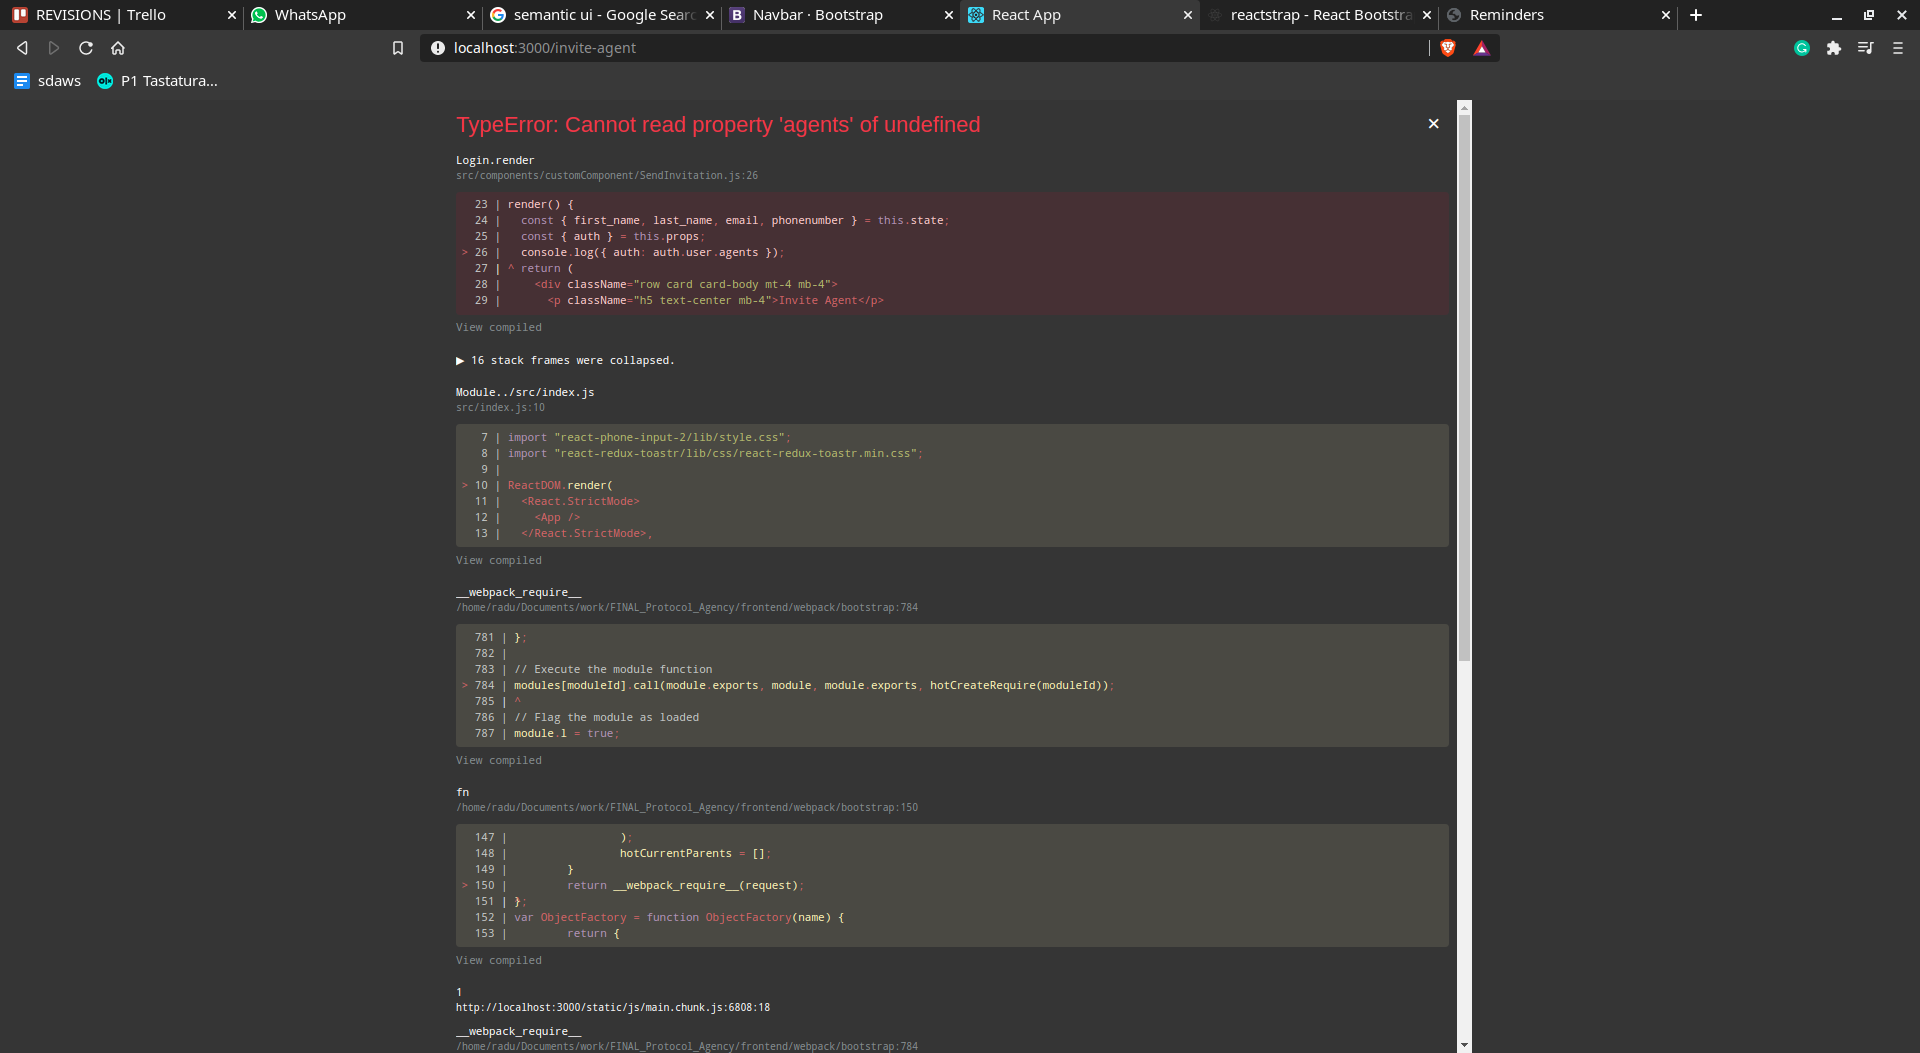 REVISIONS | Trello
WhatsApp
semantic ui - Google Searc
Navbar · Bootstrap
React App
reactstrap - React Bootstra
Reminders
localhost:3000/invite-agent
sdaws
P1 Tastatura...
TypeError: Cannot read property 'agents' of undefined
Login.render
src/components/customComponent/SendInvitation.js:26
23 | render() {
24 |   const { first_name, last_name, email, phonenumber } = this.state;
25 |   const { auth } = this.props;
> 26 |   console.log({ auth: auth.user.agents });
27 | ^ return (
28 |     <div className="row card card-body mt-4 mb-4">
29 |       <p className="h5 text-center mb-4">Invite Agent</p>
View compiled
▶ 16 stack frames were collapsed.
Module../src/index.js
src/index.js:10
7 | import "react-phone-input-2/lib/style.css";
8 | import "react-redux-toastr/lib/css/react-redux-toastr.min.css";
9 |
> 10 | ReactDOM.render(
11 |   <React.StrictMode>
12 |     <App />
13 |   </React.StrictMode>,
View compiled
__webpack_require__
/home/radu/Documents/work/FINAL_Protocol_Agency/frontend/webpack/bootstrap:784
781 | };
782 |
783 | // Execute the module function
> 784 | modules[moduleId].call(module.exports, module, module.exports, hotCreateRequire(moduleId));
785 | ^
786 | // Flag the module as loaded
787 | module.l = true;
View compiled
fn
/home/radu/Documents/work/FINAL_Protocol_Agency/frontend/webpack/bootstrap:150
147 |                 );
148 |                 hotCurrentParents = [];
149 |         }
> 150 |         return __webpack_require__(request);
151 | };
152 | var ObjectFactory = function ObjectFactory(name) {
153 |         return {
View compiled
1
http://localhost:3000/static/js/main.chunk.js:6808:18
__webpack_require__
/home/radu/Documents/work/FINAL_Protocol_Agency/frontend/webpack/bootstrap:784